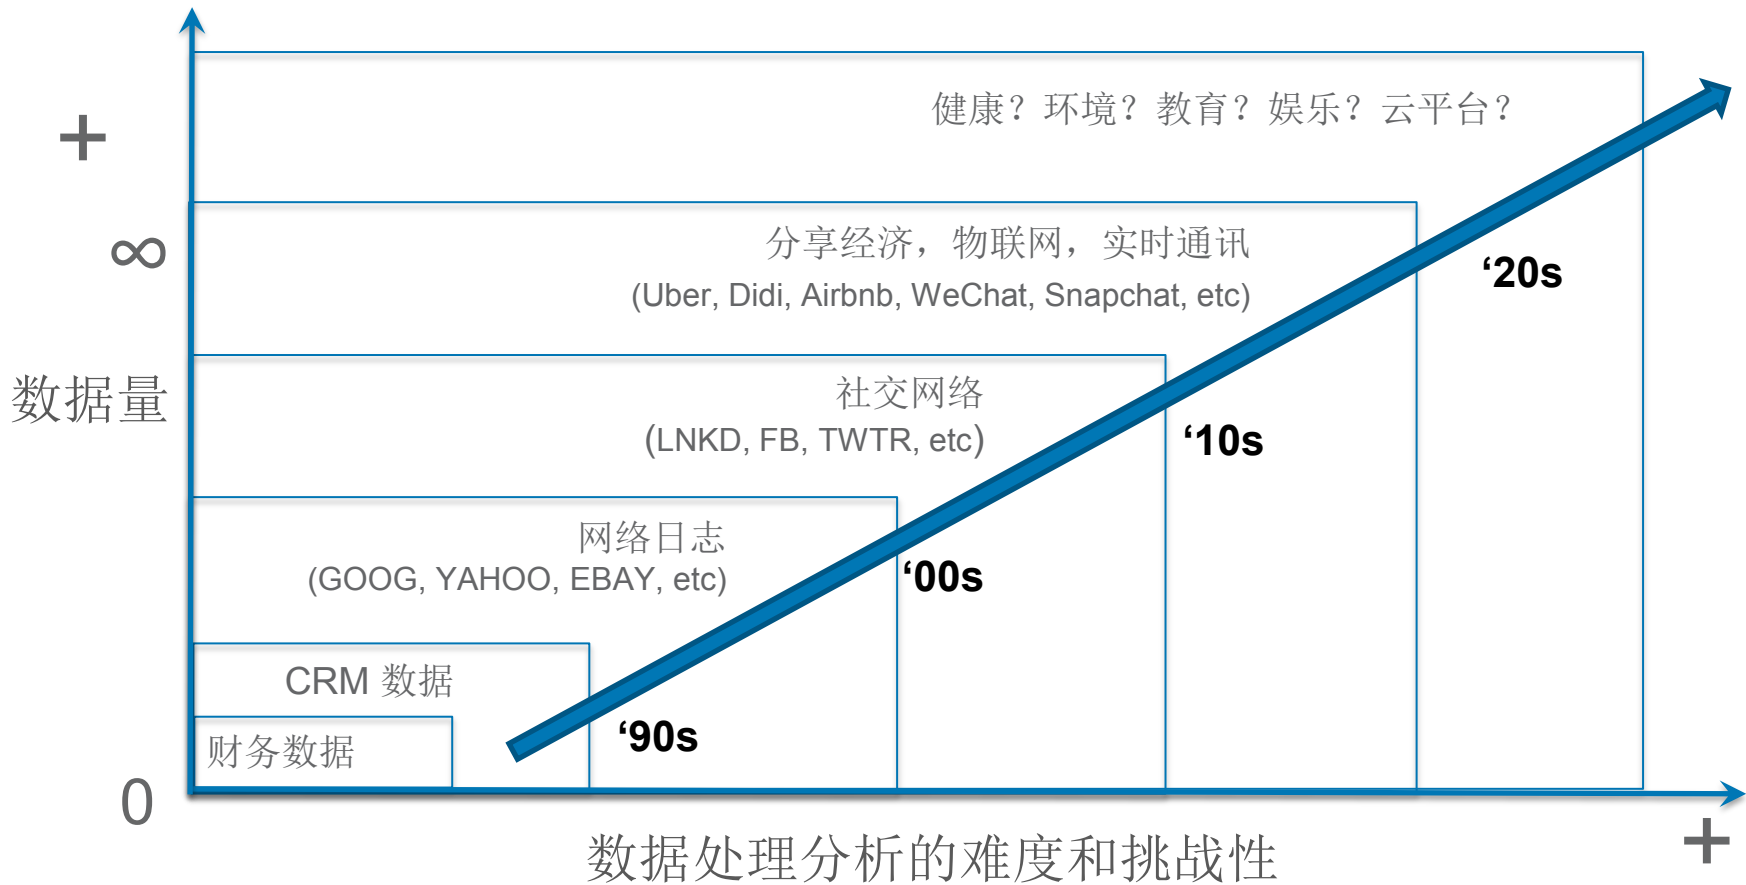 健康？环境？教育？娱乐？云平台？
+
分享经济，物联网，实时通讯
(Uber, Didi, Airbnb, WeChat, Snapchat, etc)
∞
‘20s
数据量
社交网络
(LNKD, FB, TWTR, etc)
‘10s
网络日志
(GOOG, YAHOO, EBAY, etc)
‘00s
CRM 数据
‘90s
财务数据
0
数据处理分析的难度和挑战性
+